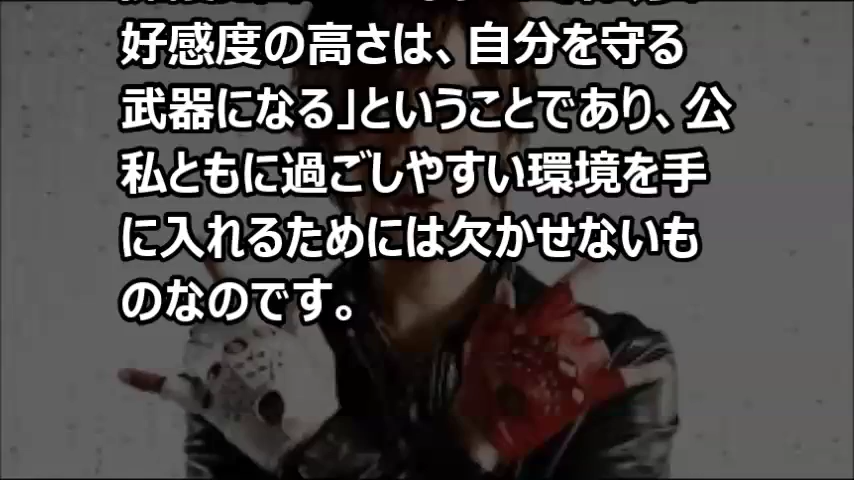 好感度の高さは、自分を守る
武器になる」ということであり、公
私ともに過ごしやすい環境を手
に入れるためには欠かせないも
のなのです。